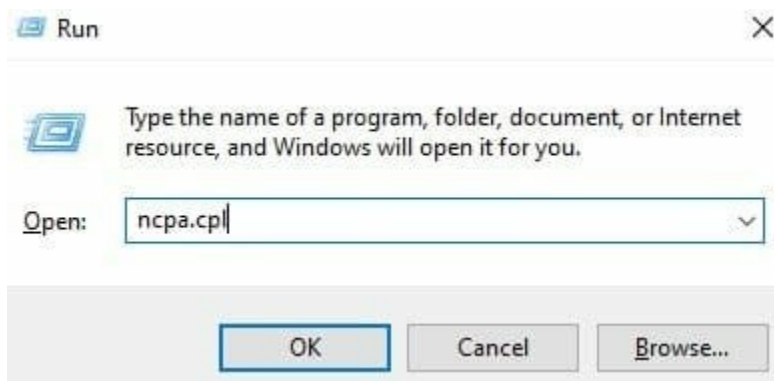 Run
Type the name of a program, folder, document, or Internet
resource, and Windows will open it for you.
Open: ncpa.cpl
OK Cancel Browse...